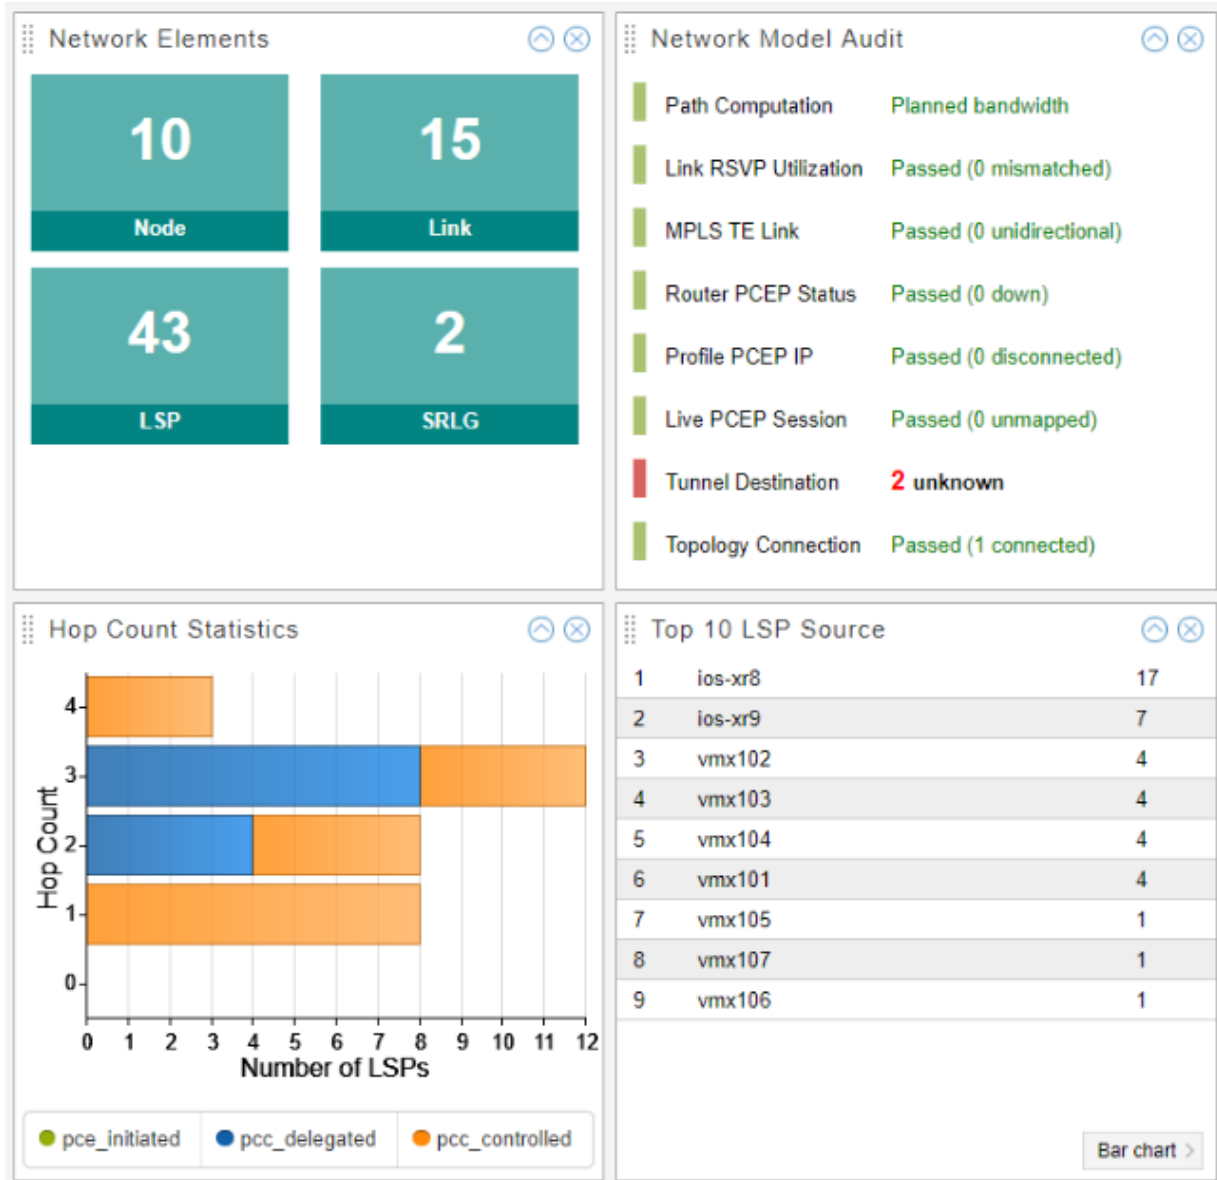 Network Elements
10
Node
15
Link
43
LSP
2
SRLG
Network Model Audit
Path Computation Planned bandwidth
Link RSVP Utilization Passed (0 mismatched)
MPLS TE Link Passed (0 unidirectional)
Router PCEP Status Passed (0 down)
Profile PCEP IP Passed (0 disconnected)
Live PCEP Session Passed (0 unmapped)
Tunnel Destination 2 unknown
Topology Connection Passed (1 connected)
Hop Count Statistics
Hop Count
4
3
2
1
0
0 1 2 3 4 5 6 7 8 9 10 11 12
Number of LSPs
pce_initiated pcc_delegated pcc_controlled
Top 10 LSP Source
1 ios-xr8 17
2 ios-xr9 7
3 vmx102 4
4 vmx103 4
5 vmx104 4
6 vmx101 4
7 vmx105 1
8 vmx107 1
9 vmx106 1
Bar chart